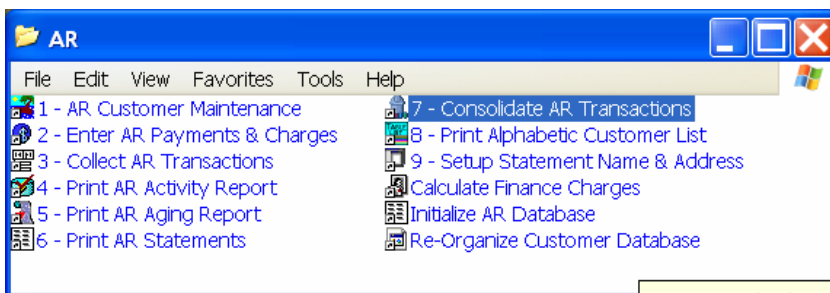 AR
File Edit View Favorites Tools Help
1 - AR Customer Maintenance
2 - Enter AR Payments & Charges
3 - Collect AR Transactions
4 - Print AR Activity Report
5 - Print AR Aging Report
6 - Print AR Statements
7 - Consolidate AR Transactions
8 - Print Alphabetic Customer List
9 - Setup Statement Name & Address
Calculate Finance Charges
Initialize AR Database
Re-Organize Customer Database